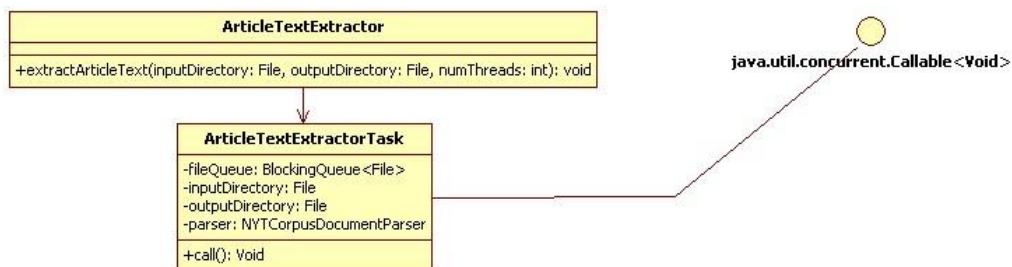 ArticleTextExtractor
+extractArticleText(inputDirectory: File, outputDirectory: File, numThreads: int): void
java.util.concurrent.Callable<Void>
ArticleTextExtractorTask
-fileQueue: BlockingQueue<File>
-inputDirectory: File
-outputDirectory: File
-parser: NYTCorpusDocumentParser
+call(): Void